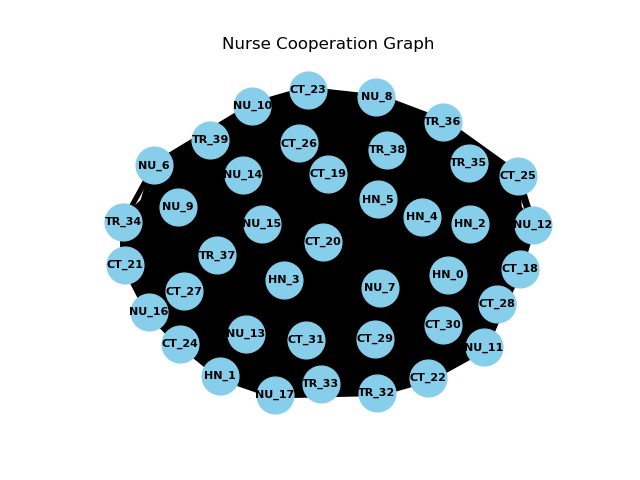 Nurse Cooperation Graph
CT_23
NU_8
NU_10
TR_36
TR_39
CT_26
TR_38
TR_35
NU_6
NU_14
CT_19
CT_25
HN_5
NU_9
HN_4
TR_34
NU_15
HN_2
NU_12
CT_20
TR_37
CT_21
CT_18
HN_3
HN_0
NU_7
CT_27
CT_28
NU_16
CT_30
NU_13
CT_31
CT_29
CT_24
NU_11
HN_1
CT_22
TR_33
NU_17
TR_32